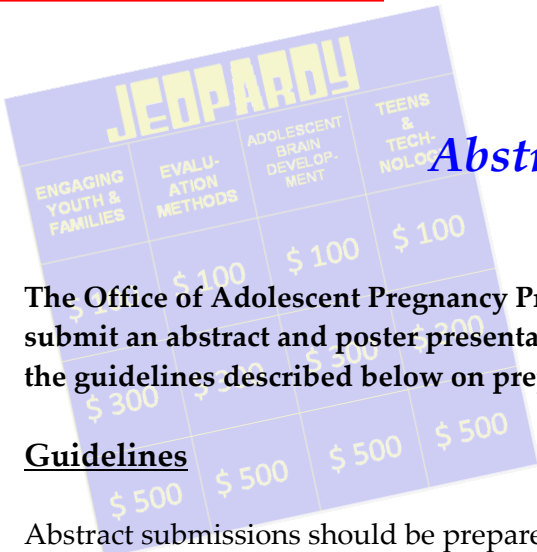 JEOPARDY
ENGAGING
YOUTH &
FAMILIES
EVALU-
ATION
METHODS
ADOLESCENT
BRAIN
DEVELOP-
MENT
TEENS
&
TECH-
NOLOG
Abstr
$ 100
$ 100
$ 100
$ 100
The Office of Adolescent Pregnancy Pr
submit an abstract and poster presenta
the guidelines described below on pre
$ 300
$ 300
$ 300
$ 300
Guidelines
$ 500
$ 500
$ 500
$ 500
Abstract submissions should be prepare